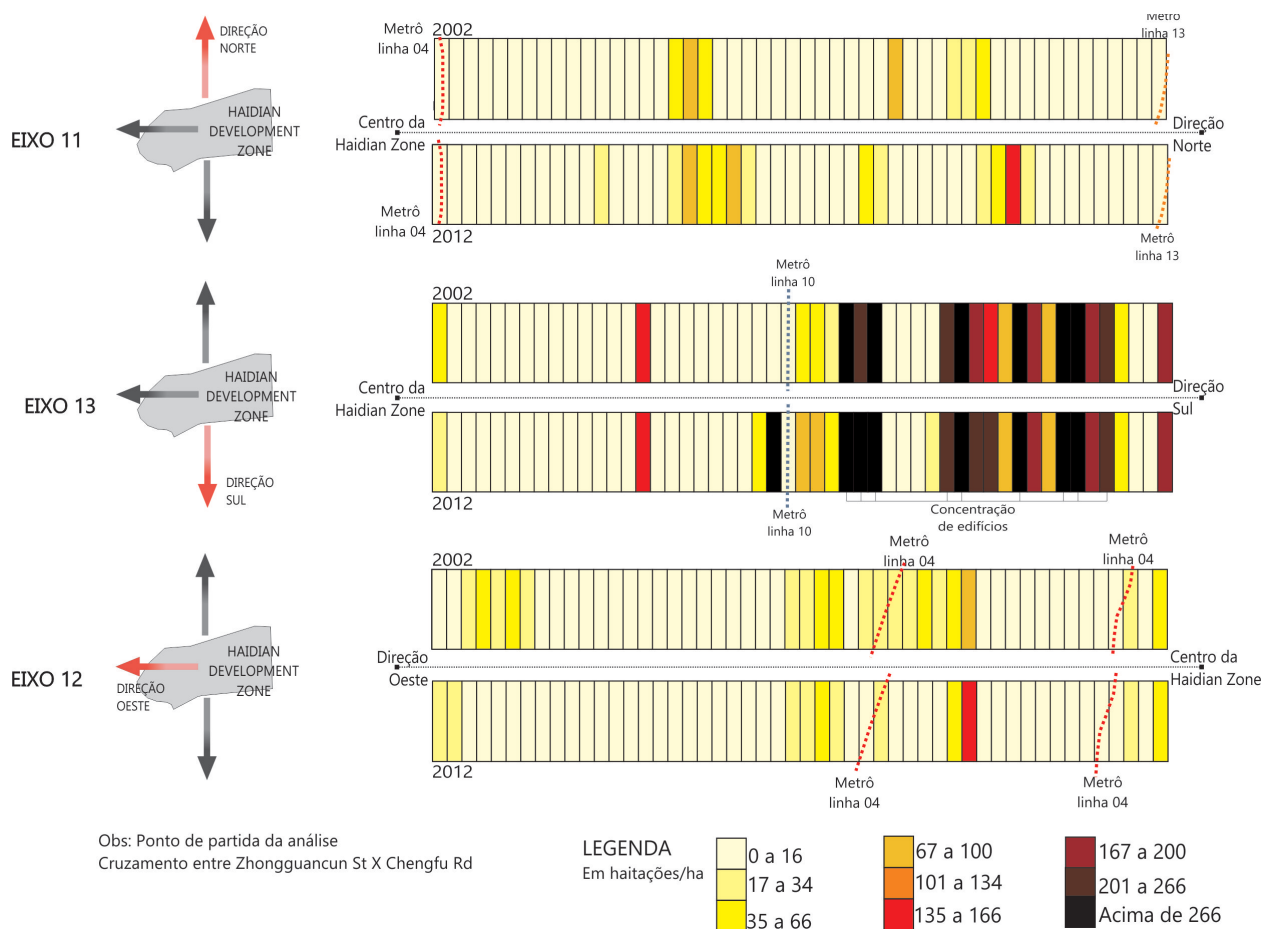 DIREÇÃO
NORTE
EIXO 11
HAIDIAN
DEVELOPMENT
ZONE
Metrô
linha 04
2002
Metrô
linha 13
Centro da
Haidian Zone
Direção
Norte
Metrô
linha 04
2012
Metrô
linha 13
EIXO 13
HAIDIAN
DEVELOPMENT
ZONE
DIREÇÃO
SUL
Metrô
linha 10
2002
Centro da
Haidian Zone
Direção
Sul
2012
Metrô
linha 10
Concentração
de edifícios
EIXO 12
HAIDIAN
DEVELOPMENT
ZONE
DIREÇÃO
OESTE
2002
Metrô
linha 04
Metrô
linha 04
Direção
Oeste
Centro da
Haidian Zone
2012
Metrô
linha 04
Metrô
linha 04
Obs: Ponto de partida da análise
Cruzamento entre Zhongguancun St X Chengfu Rd
LEGENDA
Em haitações/ha
0 a 16
17 a 34
35 a 66
67 a 100
101 a 134
135 a 166
167 a 200
201 a 266
Acima de 266